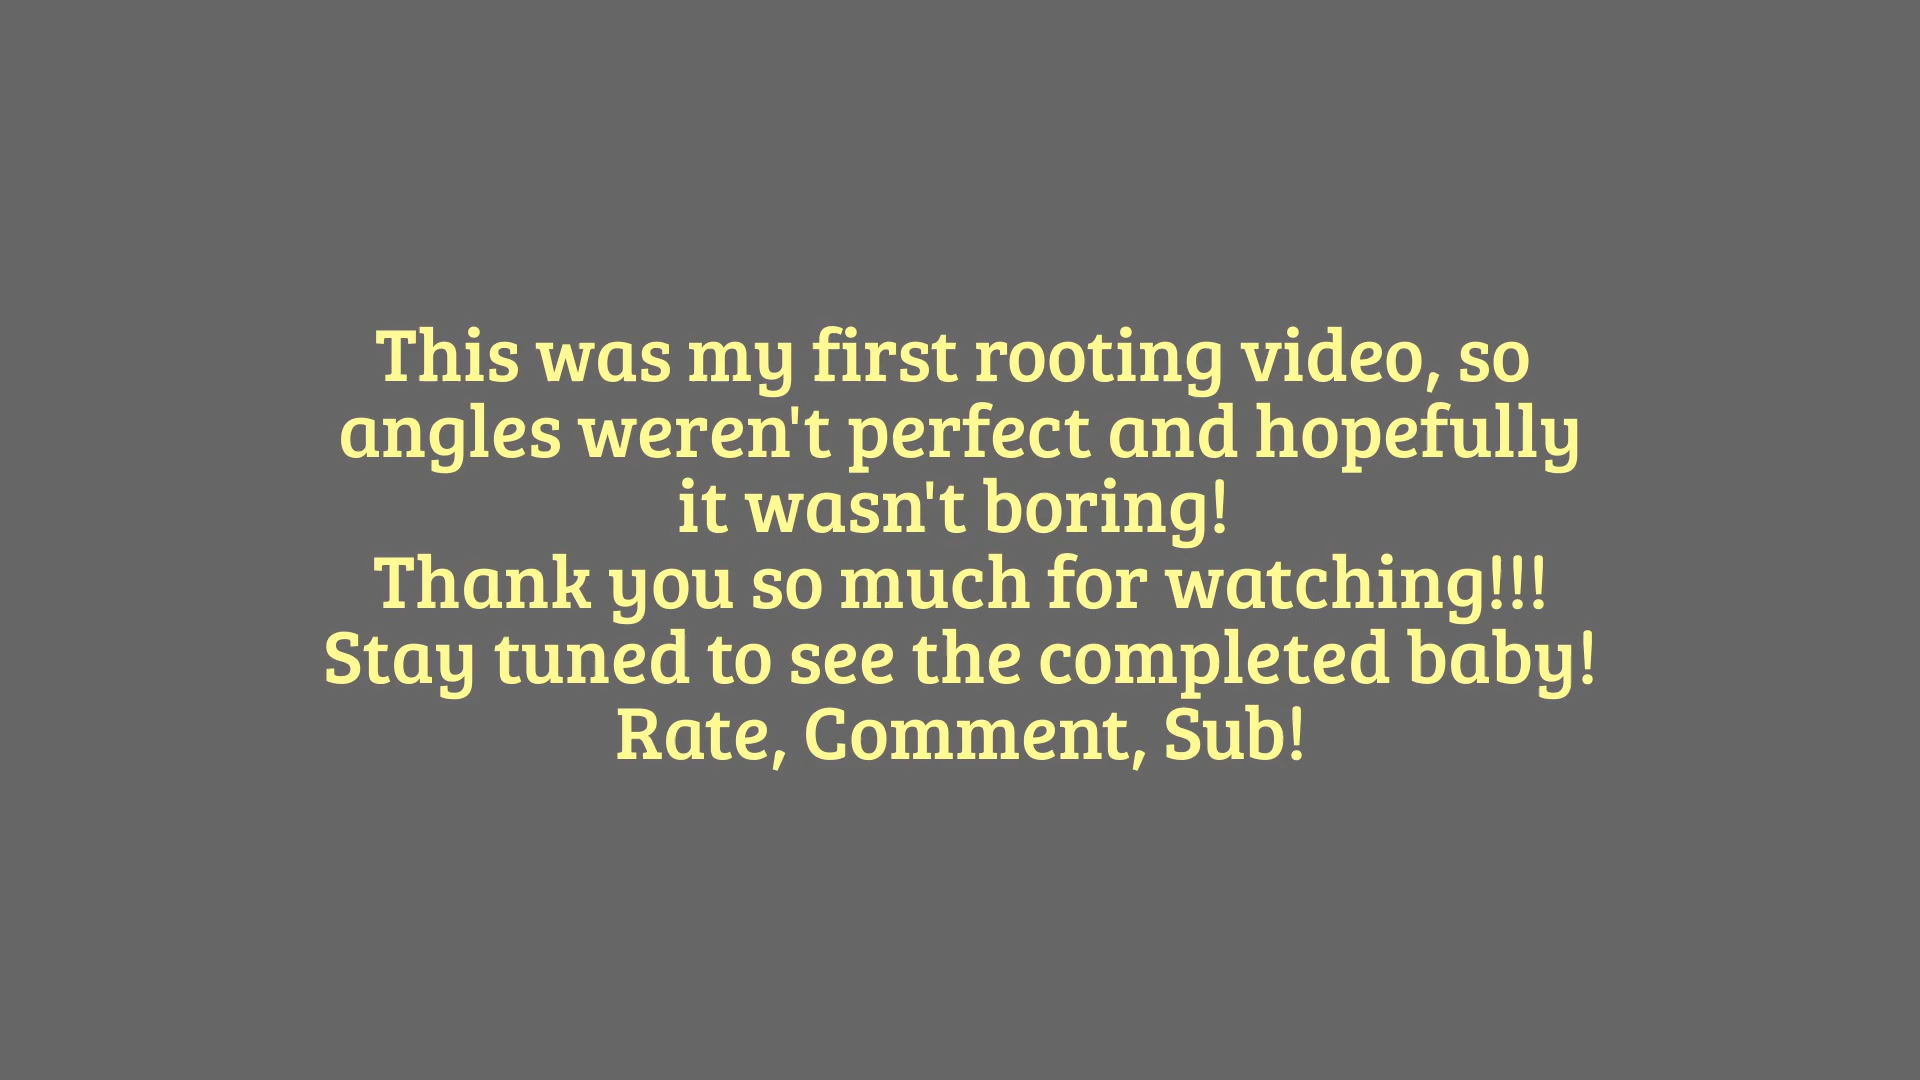 This was my first rooting video, so
angles weren't perfect and hopefully
it wasn't boring!
Thank you so much for watching!!!
Stay tuned to see the completed baby!
Rate, Comment, Sub!